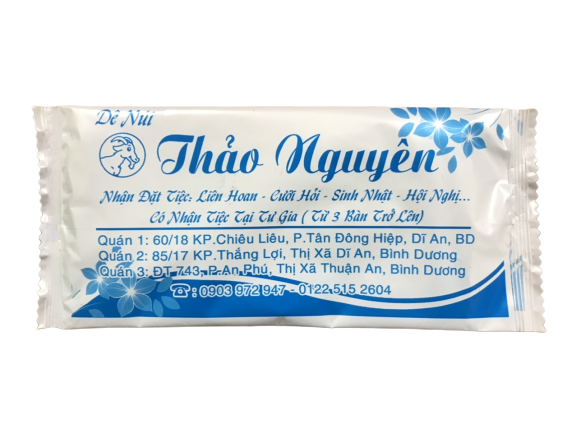 Dê Núi
Thảo Nguyên
Nhận Đặt Tiệc: Liên Hoan - Cưới Hỏi - Sinh Nhật - Hội Nghị...
Có Nhận Tiệc Tại Tư Gia ( Từ 3 Bàn Trở Lên)
Quán 1: 60/18 KP.Chiêu Liêu, P.Tân Đông Hiệp, Dĩ An, BD
Quán 2: 85/17 KP.Thắng Lợi, Thị Xã Dĩ An, Bình Dương
Quán 3: ĐT 743, P.An Phú, Thị Xã Thuận An, Bình Dương
☎: 0903 972 947 - 0122 515 2604